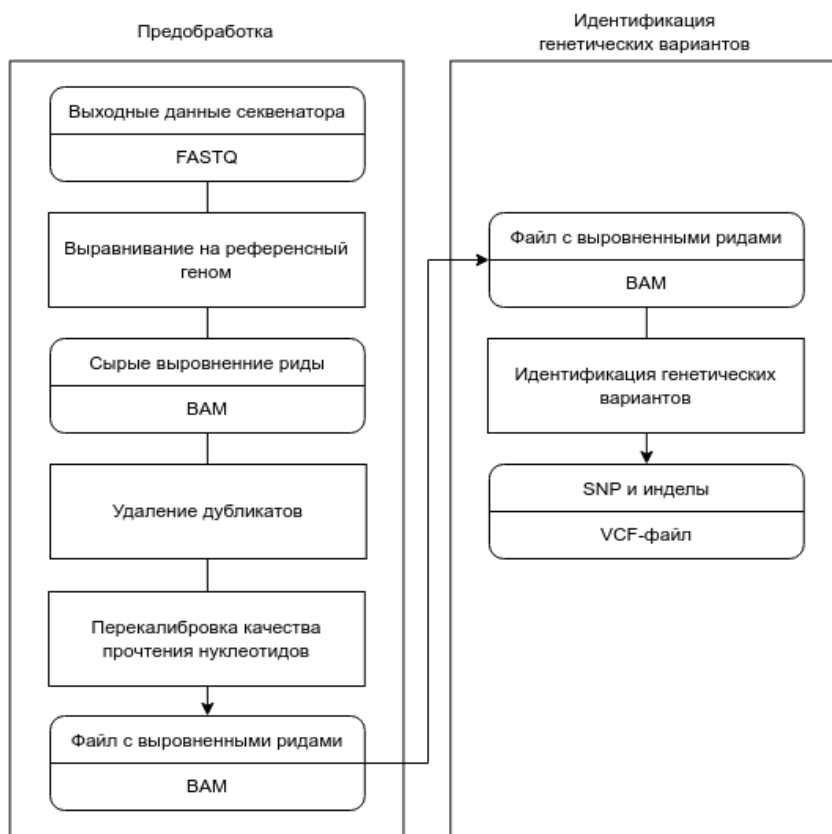 Предобработка
Выходные данные секвенатора
FASTQ
Выравнивание на референсный
геном
Сырые выровненние риды
BAM
Удаление дубликатов
Перекалибровка качества
прочтения нуклеотидов
Файл с выровненными ридами
BAM
Идентификация
генетических вариантов
Файл с выровненными ридами
BAM
Идентификация генетических
вариантов
SNP и инделы
VCF-файл